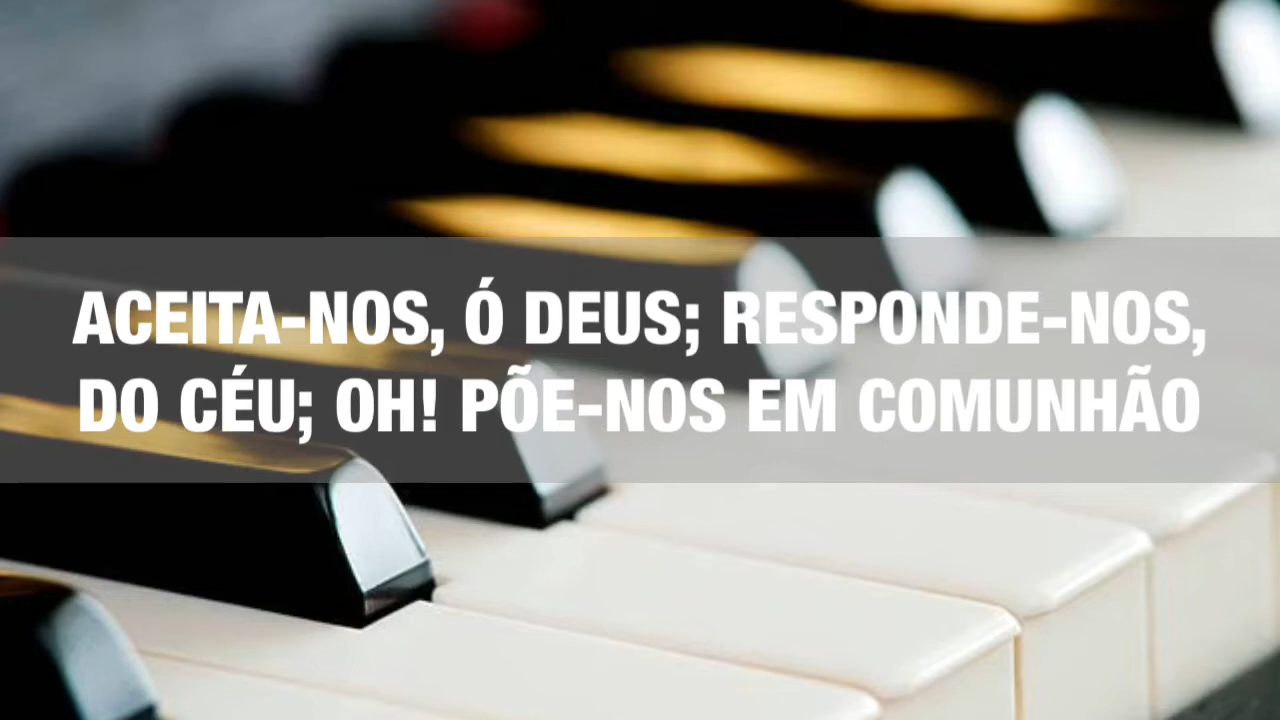 ACEITA-NOS, Ó DEUS; RESPONDE-NOS,
DO CÉU; OH! PÕE-NOS EM COMUNHÃO